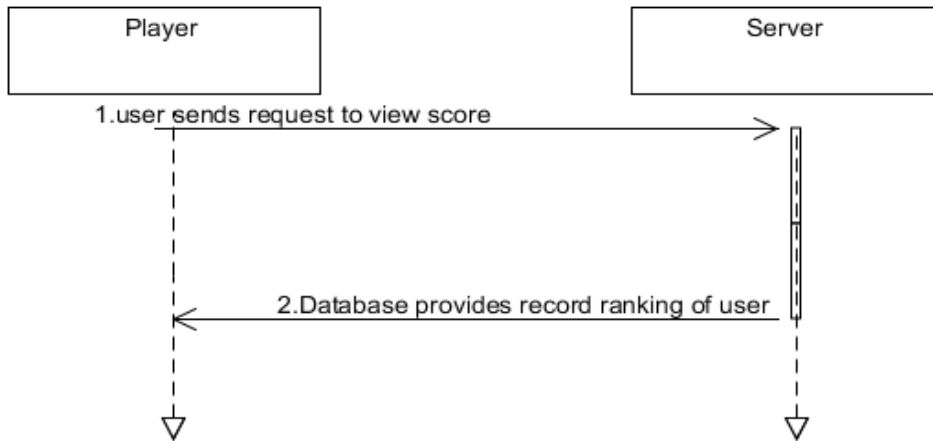 Player
Server
1.user sends request to view score
2.Database provides record ranking of user